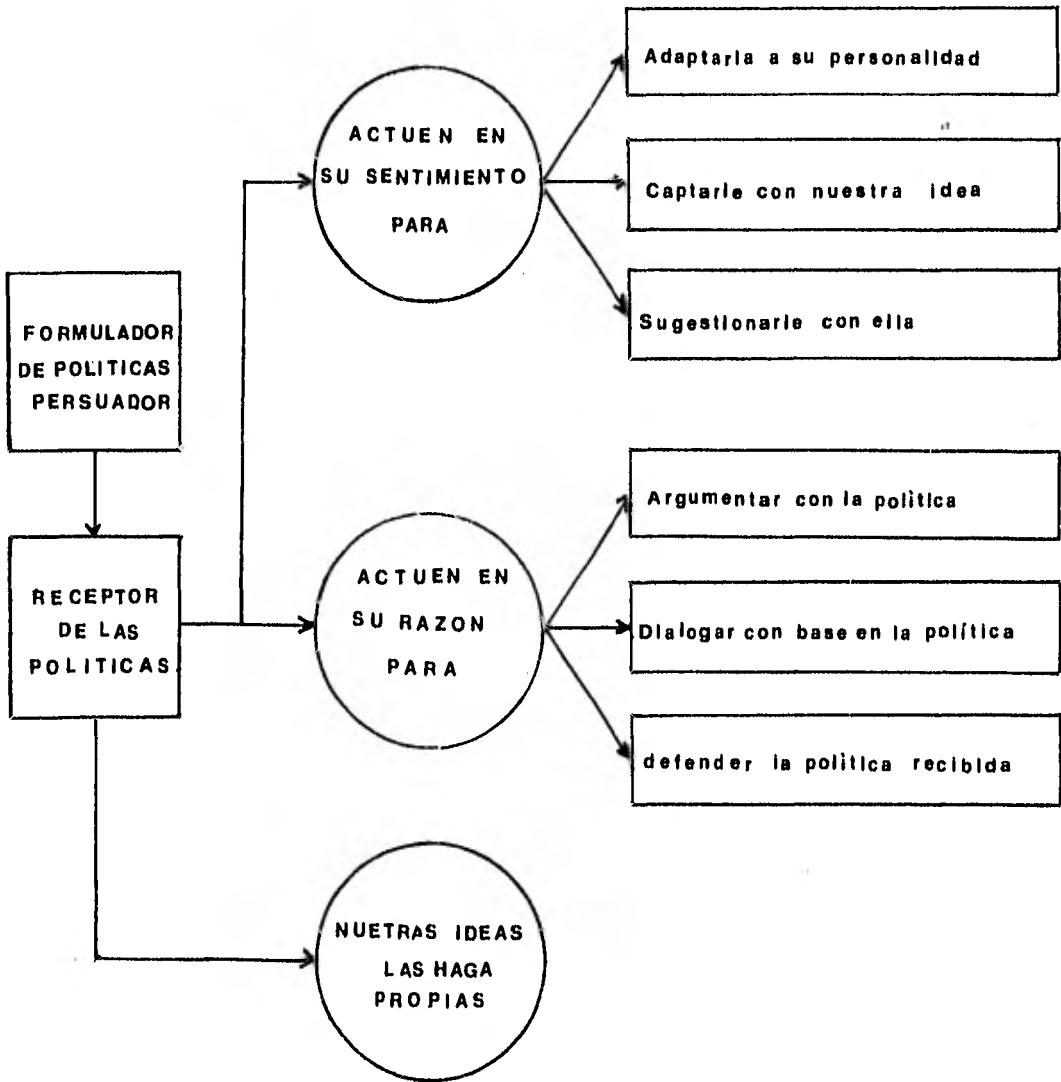 FORMULADOR
DE POLITICAS
PERSUADOR
RECEPTOR
DE LAS
POLITICAS
ACTUEN EN
SU SENTIMIENTO
PARA
Adaptarla a su personalidad
Captarle con nuestra idea
Sugestionarle con ella
ACTUEN EN
SU RAZON
PARA
Argumentar con la política
Dialogar con base en la política
defender la política recibida
NUETRAS IDEAS
LAS HAGA
PROPIAS